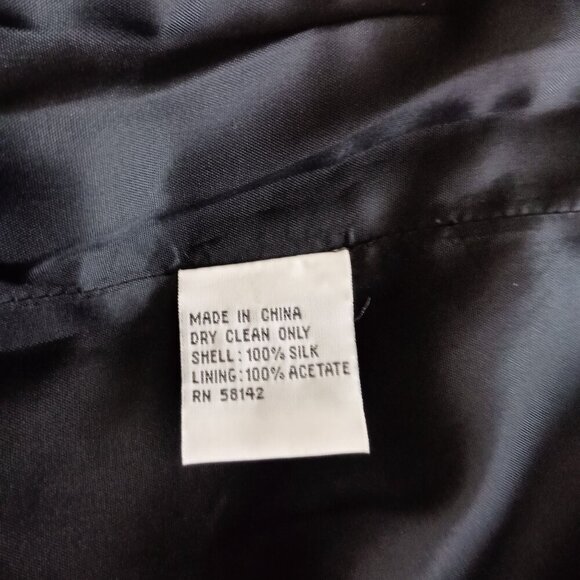 MADE IN CHINA
DRY CLEAN ONLY
SHELL: 100% SILK
LINING: 100% ACETATE
RN 58142